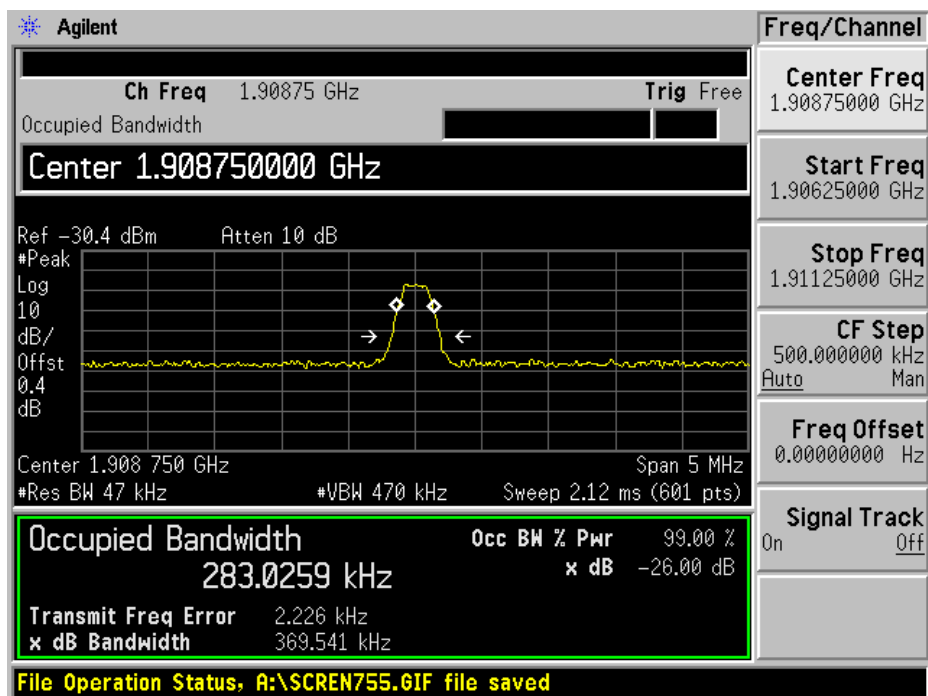 Agilent
Freq/Channel
Ch Freq 1.90875 GHz Trig Free
Occupied Bandwidth
Center 1.908750000 GHz
Ref -30.4 dBm Atten 10 dB
#Peak
Log
10
dB/
Offst
0.4
dB
Center 1.908 750 GHz Span 5 MHz
#Res BW 47 kHz #VBW 470 kHz Sweep 2.12 ms (601 pts)
Occupied Bandwidth Occ BW % Pwr 99.00 %
283.0259 kHz x dB -26.00 dB
Transmit Freq Error 2.226 kHz
x dB Bandwidth 369.541 kHz
File Operation Status, A:\SCREN755.GIF file saved
Center Freq
1.90875000 GHz
Start Freq
1.90625000 GHz
Stop Freq
1.91125000 GHz
CF Step
500.000000 kHz
Auto Man
Freq Offset
0.00000000 Hz
Signal Track
On Off